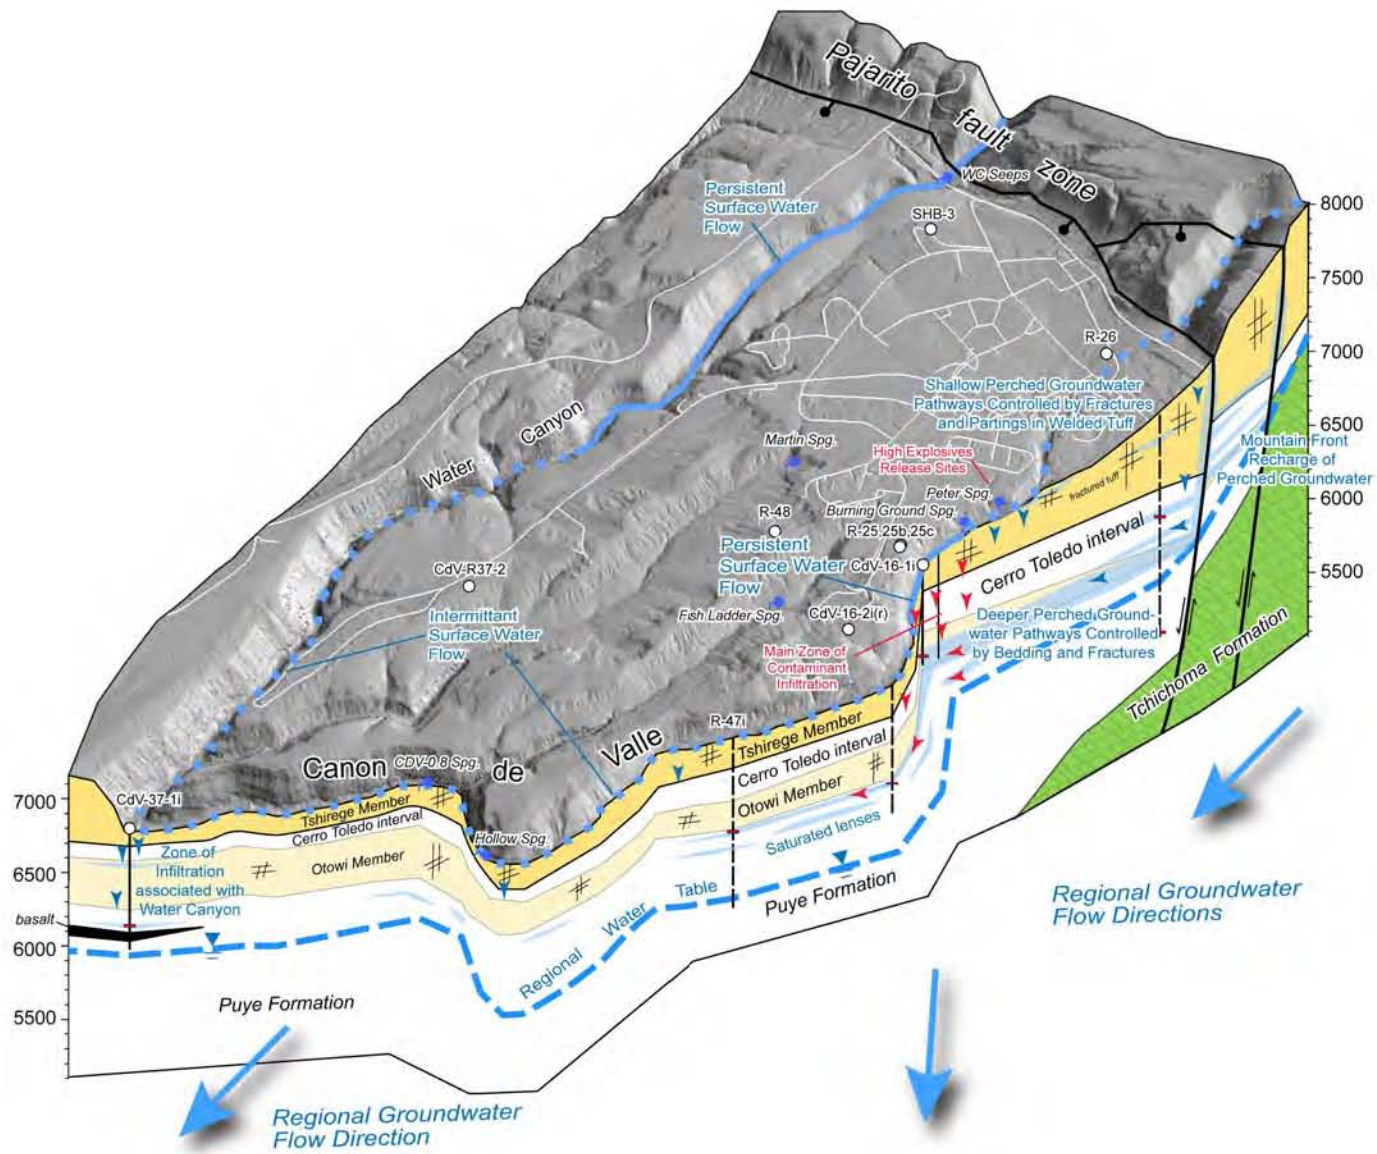 Pajarito
fault
zone
WC Seeps
Persistent
Surface Water
Flow
SHB-3
8000
7500
7000
6500
6000
5500
R-26
Shallow Perched Groundwater
Pathways Controlled by Fractures
and Partings in Welded Tuff
Mountain Front
Recharge of
Perched Groundwater
Water
Canyon
Martin Spg.
High Explosives
Release Sites
Peter Spg.
fractured tuff
Burning Ground Spg.
R-48
R-25,25b,25c
Persistent
Surface Water
Flow
CdV-16-1i
Cerro Toledo interval
CdV-R37-2
Intermittant
Surface Water
Flow
Fish Ladder Spg.
CdV-16-2i(r)
Deeper Perched Ground-
water Pathways Controlled
by Bedding and Fractures
Main Zone of
Contaminant
Infiltration
Tchichoma Formation
R-47i
Canon
de
Valle
CDV-0.8 Spg.
Tshirege Member
Cerro Toledo interval
Otowi Member
Saturated lenses
7000
6500
6000
5500
CdV-37-1i
Tshirege Member
Cerro Toledo interval
Otowi Member
Hollow Spg.
Zone of
Infiltration
associated with
Water Canyon
basalt
Regional Water Table
Puye Formation
Puye Formation
Regional Groundwater
Flow Directions
Regional Groundwater
Flow Direction